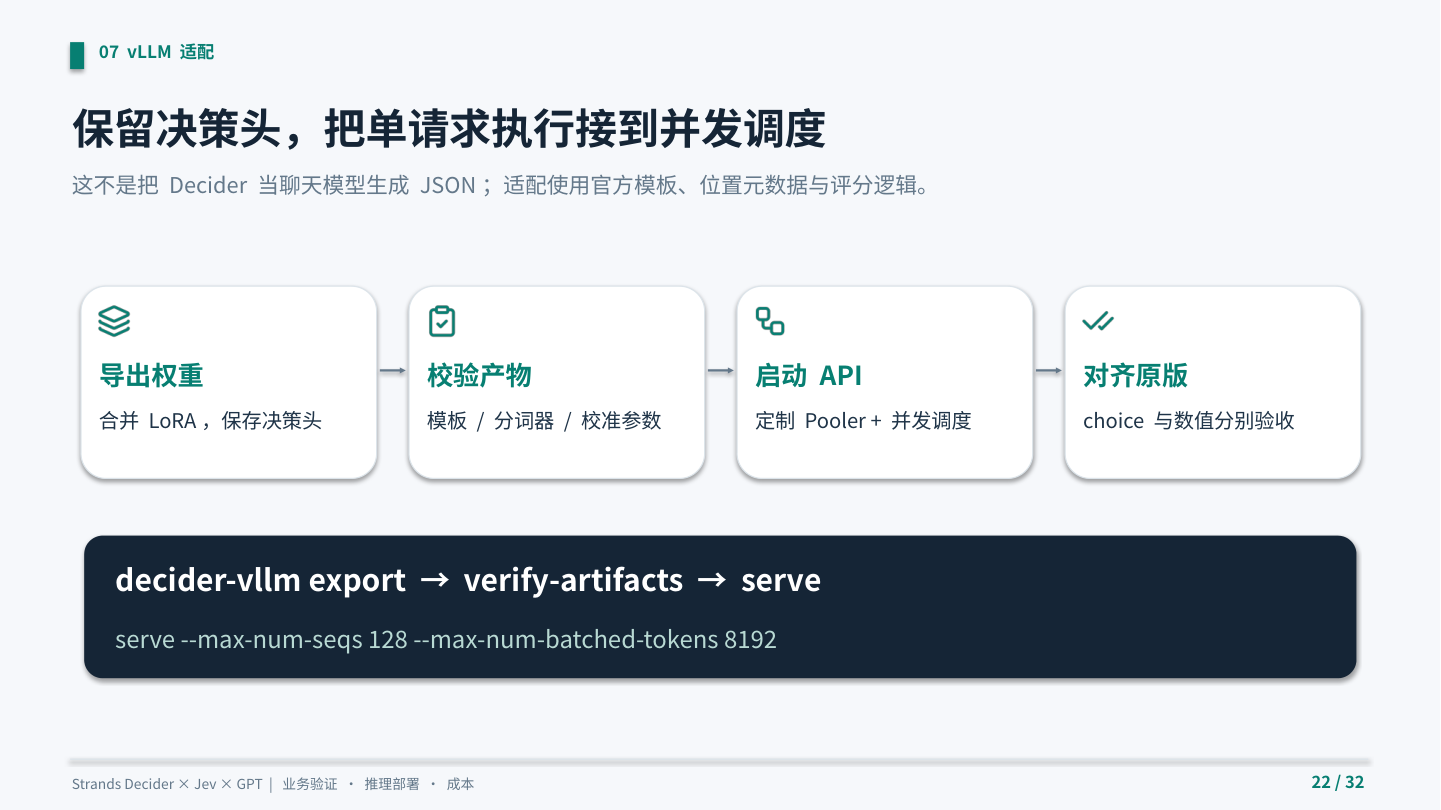 07 vLLM 适配
保留决策头，把单请求执行接到并发调度
这不是把 Decider 当聊天模型生成 JSON；适配使用官方模板、位置元数据与评分逻辑。
导出权重
合并 LoRA，保存决策头
校验产物
模板 / 分词器 / 校准参数
启动 API
定制 Pooler + 并发调度
对齐原版
choice 与数值分别验收
decider-vllm export → verify-artifacts → serve
serve --max-num-seqs 128 --max-num-batched-tokens 8192
Strands Decider × Jev × GPT | 业务验证 · 推理部署 · 成本
22 / 32